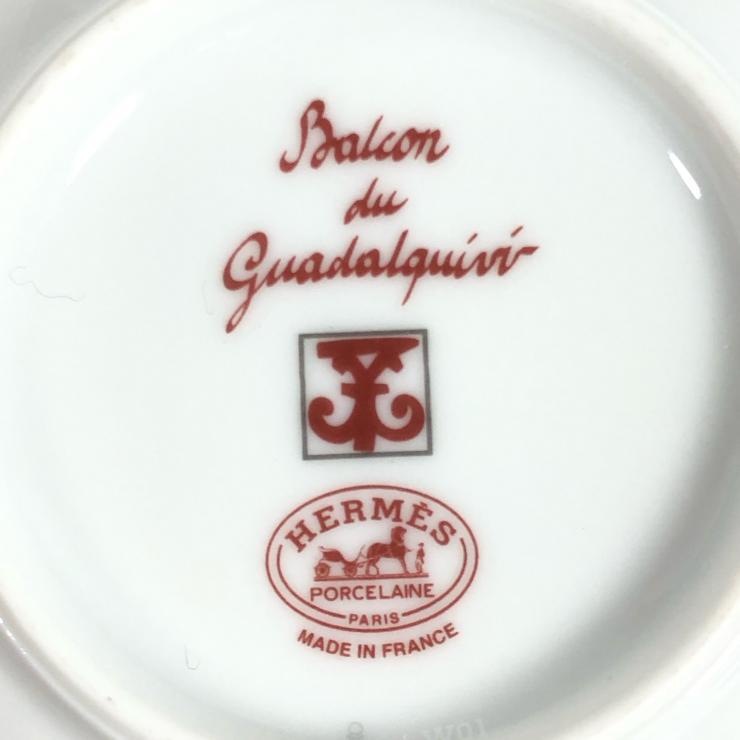 Balcon
du
Guadalquivir
HERMÈS
PORCELAINE
PARIS
MADE IN FRANCE